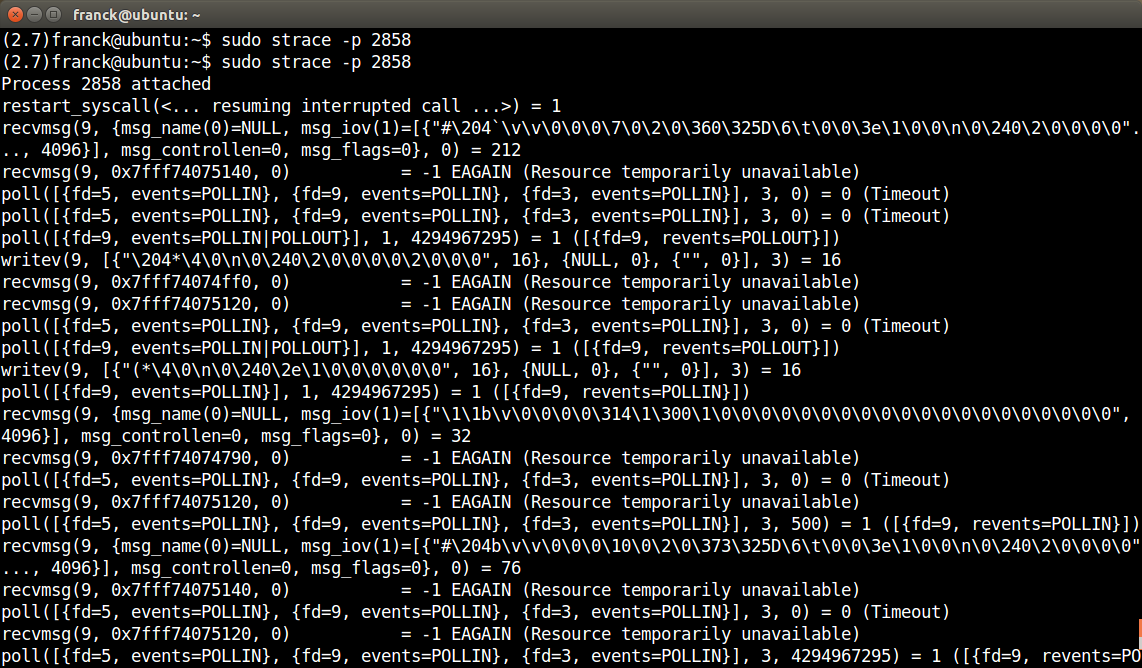 franck@ubuntu: ~
(2.7)franck@ubuntu:~$ sudo strace -p 2858
(2.7)franck@ubuntu:~$ sudo strace -p 2858
Process 2858 attached
restart_syscall(<... resuming interrupted call ...>) = 1
recvmsg(9, {msg_name(0)=NULL, msg_iov(1)=[{"#\204`\v\v\0\0\0\7\0\2\0\360\325D\6\t\0\0\3e\1\0\0\n\0\240\2\0\0\0\0".
.., 4096}], msg_controllen=0, msg_flags=0}, 0) = 212
recvmsg(9, 0x7fff74075140, 0)           = -1 EAGAIN (Resource temporarily unavailable)
poll([{fd=5, events=POLLIN}, {fd=9, events=POLLIN}, {fd=3, events=POLLIN}], 3, 0) = 0 (Timeout)
poll([{fd=5, events=POLLIN}, {fd=9, events=POLLIN}, {fd=3, events=POLLIN}], 3, 0) = 0 (Timeout)
poll([{fd=9, events=POLLIN|POLLOUT}], 1, 4294967295) = 1 ([{fd=9, revents=POLLOUT}])
writev(9, [{"\204*\4\0\n\0\240\2\0\0\0\0\2\0\0\0", 16}, {NULL, 0}, {"", 0}], 3) = 16
recvmsg(9, 0x7fff74074ff0, 0)           = -1 EAGAIN (Resource temporarily unavailable)
recvmsg(9, 0x7fff74075120, 0)           = -1 EAGAIN (Resource temporarily unavailable)
poll([{fd=5, events=POLLIN}, {fd=9, events=POLLIN}, {fd=3, events=POLLIN}], 3, 0) = 0 (Timeout)
poll([{fd=9, events=POLLIN|POLLOUT}], 1, 4294967295) = 1 ([{fd=9, revents=POLLOUT}])
writev(9, [{"(*\4\0\n\0\240\2e\1\0\0\0\0\0\0", 16}, {NULL, 0}, {"", 0}], 3) = 16
poll([{fd=9, events=POLLIN}], 1, 4294967295) = 1 ([{fd=9, revents=POLLIN}])
recvmsg(9, {msg_name(0)=NULL, msg_iov(1)=[{"\1\1b\v\0\0\0\0\314\1\300\1\0\0\0\0\0\0\0\0\0\0\0\0\0\0\0\0\0\0\0\0",
4096}], msg_controllen=0, msg_flags=0}, 0) = 32
recvmsg(9, 0x7fff74074790, 0)           = -1 EAGAIN (Resource temporarily unavailable)
poll([{fd=5, events=POLLIN}, {fd=9, events=POLLIN}, {fd=3, events=POLLIN}], 3, 0) = 0 (Timeout)
recvmsg(9, 0x7fff74075120, 0)           = -1 EAGAIN (Resource temporarily unavailable)
poll([{fd=5, events=POLLIN}, {fd=9, events=POLLIN}, {fd=3, events=POLLIN}], 3, 500) = 1 ([{fd=9, revents=POLLIN}])
recvmsg(9, {msg_name(0)=NULL, msg_iov(1)=[{"#\204b\v\v\0\0\0\10\0\2\0\373\325D\6\t\0\0\3e\1\0\0\n\0\240\2\0\0\0\0"
..., 4096}], msg_controllen=0, msg_flags=0}, 0) = 76
recvmsg(9, 0x7fff74075140, 0)           = -1 EAGAIN (Resource temporarily unavailable)
poll([{fd=5, events=POLLIN}, {fd=9, events=POLLIN}, {fd=3, events=POLLIN}], 3, 0) = 0 (Timeout)
recvmsg(9, 0x7fff74075120, 0)           = -1 EAGAIN (Resource temporarily unavailable)
poll([{fd=5, events=POLLIN}, {fd=9, events=POLLIN}, {fd=3, events=POLLIN}], 3, 4294967295) = 1 ([{fd=9, revents=PO